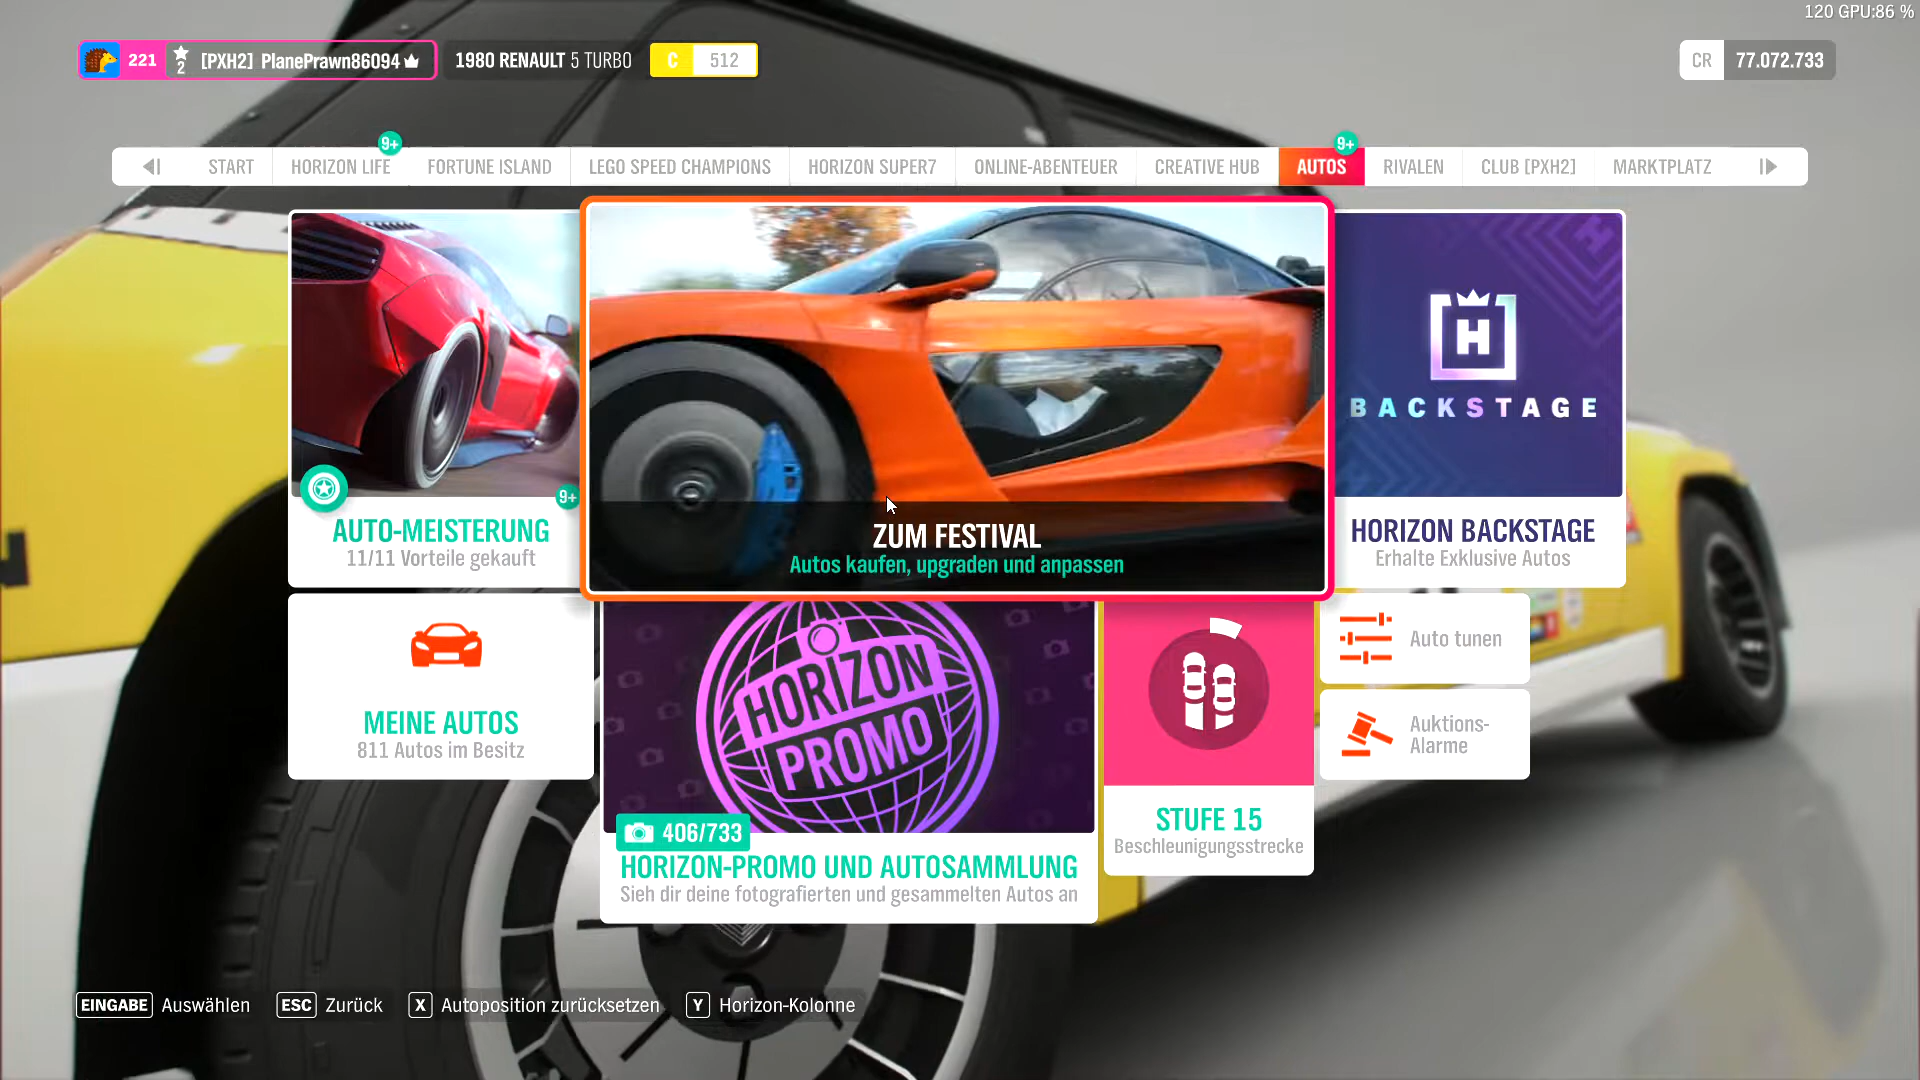 120 GPU:86 %
221 2 [PXH2] PlanePrawn86094 1980 RENAULT 5 TURBO C 512 CR 77.072.733
9+ 9+
START HORIZON LIFE FORTUNE ISLAND LEGO SPEED CHAMPIONS HORIZON SUPER7 ONLINE-ABENTEUER CREATIVE HUB AUTOS RIVALEN CLUB [PXH2] MARKTPLATZ
9+
AUTO-MEISTERUNG
11/11 Vorteile gekauft
ZUM FESTIVAL
Autos kaufen, upgraden und anpassen
H
BACKSTAGE
HORIZON BACKSTAGE
Erhalte Exklusive Autos
MEINE AUTOS
811 Autos im Besitz
HORIZON
PROMO
406/733
HORIZON-PROMO UND AUTOSAMMLUNG
Sieh dir deine fotografierten und gesammelten Autos an
STUFE 15
Beschleunigungsstrecke
Auto tunen
Auktions-
Alarme
EINGABE Auswählen ESC Zurück X Autoposition zurücksetzen Y Horizon-Kolonne